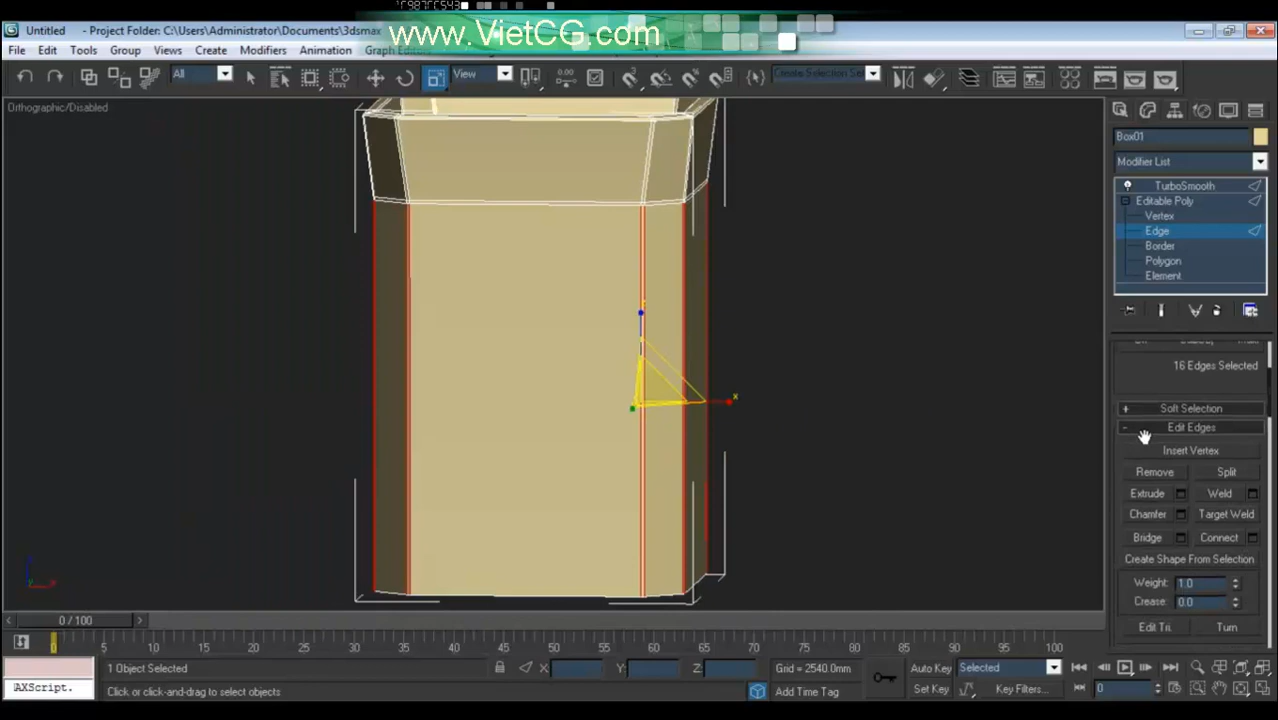 www.VietCG.com
Untitled - Project Folder: C:\Users\Administrator\Documents\3dsmax
File Edit Tools Group Views Create Modifiers Animation Graph Editors
All View Create Selection Set
Orthographic/Disabled
Box01
Modifier List
TurboSmooth
Editable Poly
Vertex
Edge
Border
Polygon
Element
16 Edges Selected
+ Soft Selection
- Edit Edges
Insert Vertex
Remove Split
Extrude Weld
Chamfer Target Weld
Bridge Connect
Create Shape From Selection
Weight: 1.0
Crease: 0.0
Edit Tri. Turn
x
0 / 100
0 5 10 15 20 25 30 35 40 45 50 55 60 65 70 75 80 85 90 95 100
1 Object Selected X: Y: Z: Grid = 2540.0mm Auto Key Selected
AXScript. Click or click-and-drag to select objects Add Time Tag Set Key Key Filters... 0